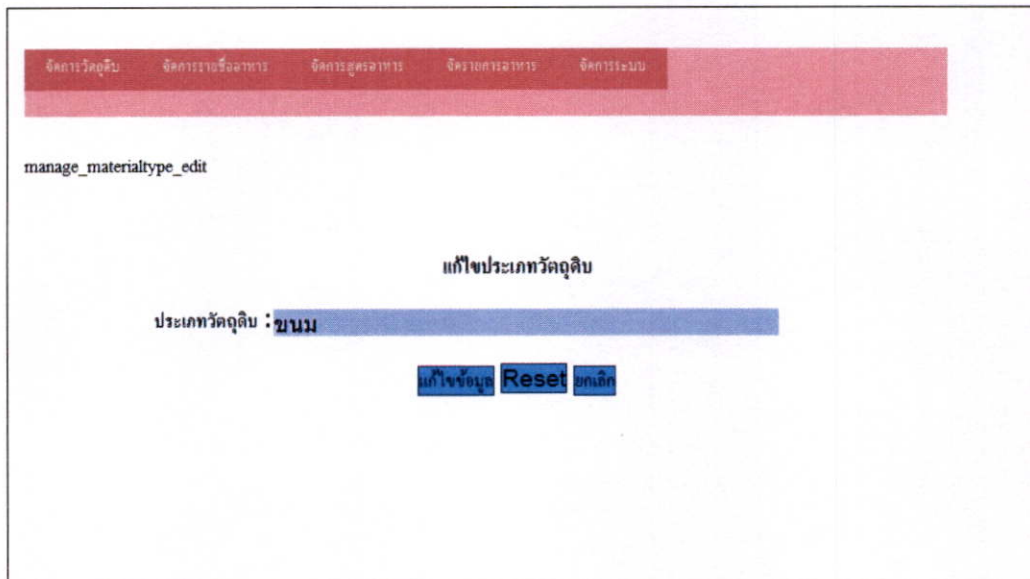 จัดการวัตถุดิบ จัดการรายชื่ออาหาร จัดการสูตรอาหาร จัดรายการอาหาร จัดการระบบ
manage_materialtype_edit
แก้ไขประเภทวัตถุดิบ
ประเภทวัตถุดิบ : ขนม
แก้ไขข้อมูล Reset ยกเลิก